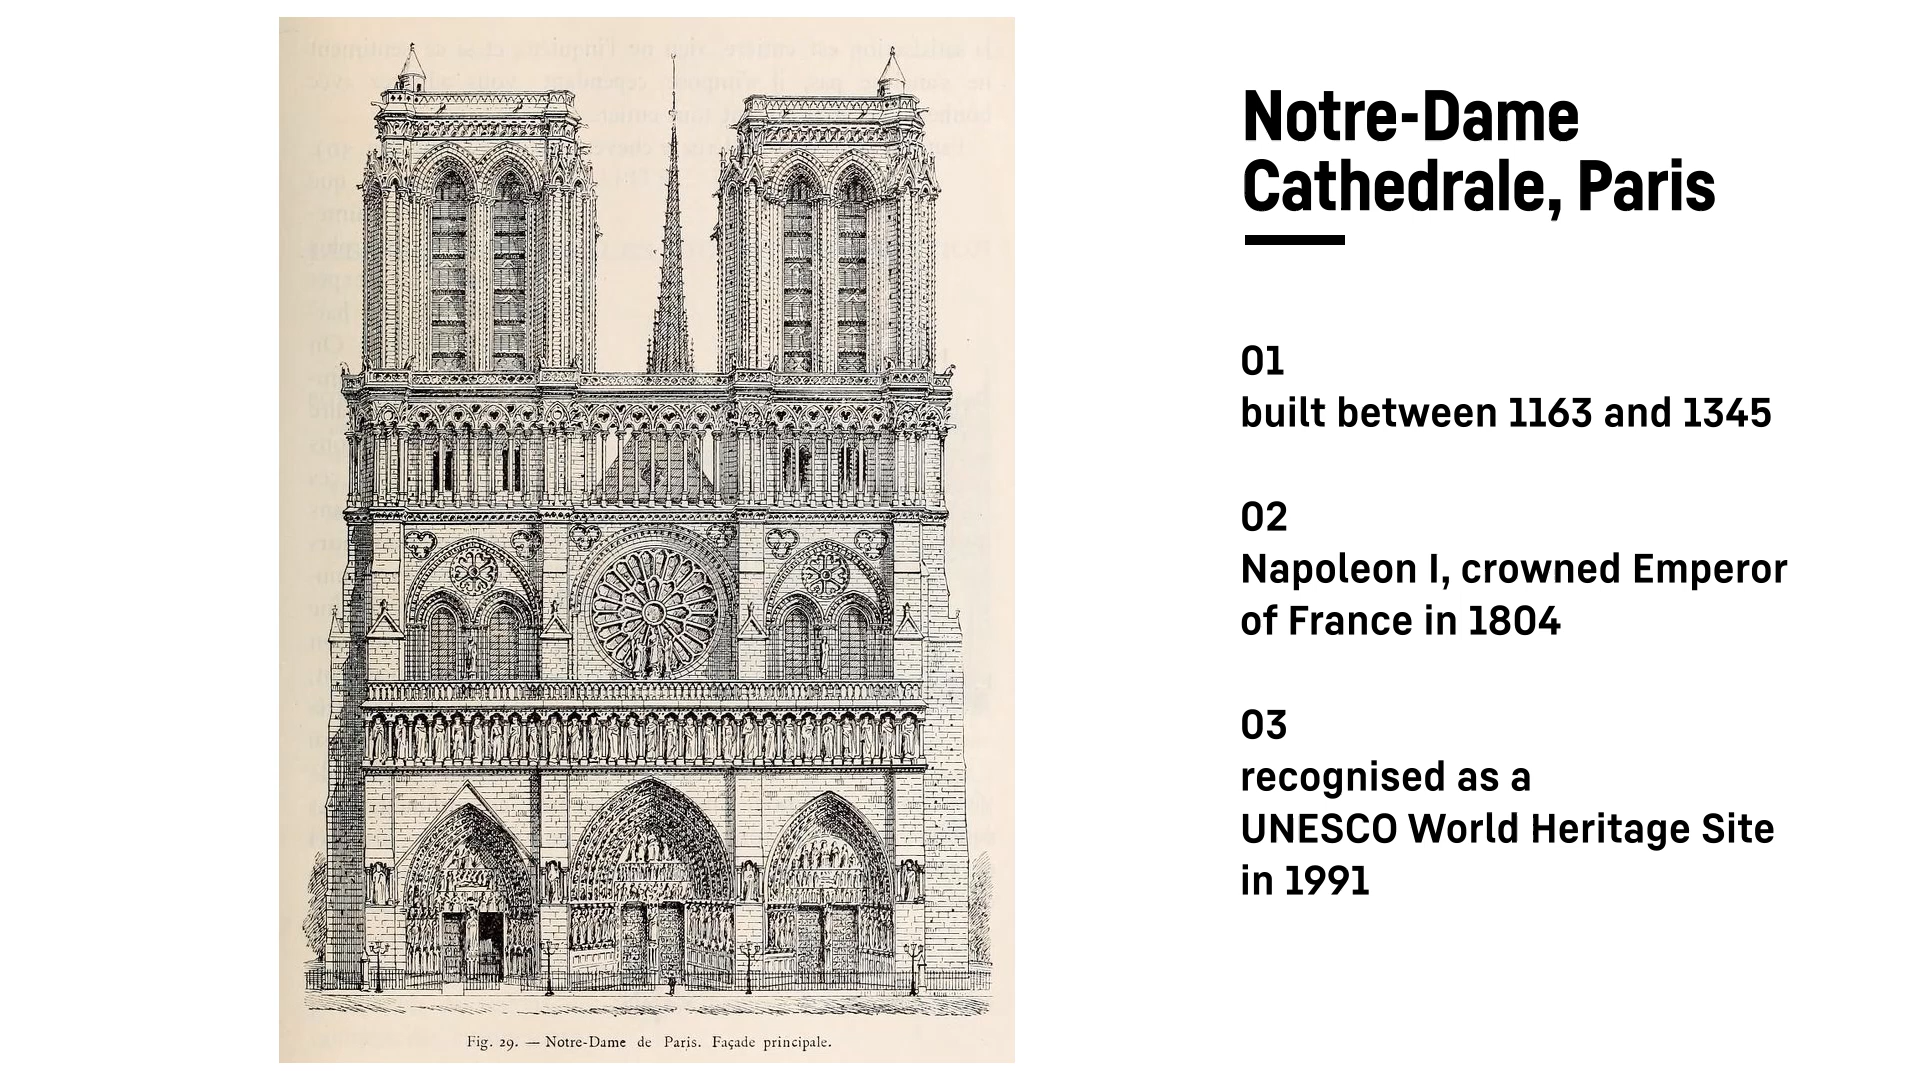 Notre-Dame
Cathedrale, Paris
01
built between 1163 and 1345
02
Napoleon I, crowned Emperor
of France in 1804
03
recognised as a
UNESCO World Heritage Site
in 1991
Fig. 29. — Notre-Dame de Paris. Façade principale.